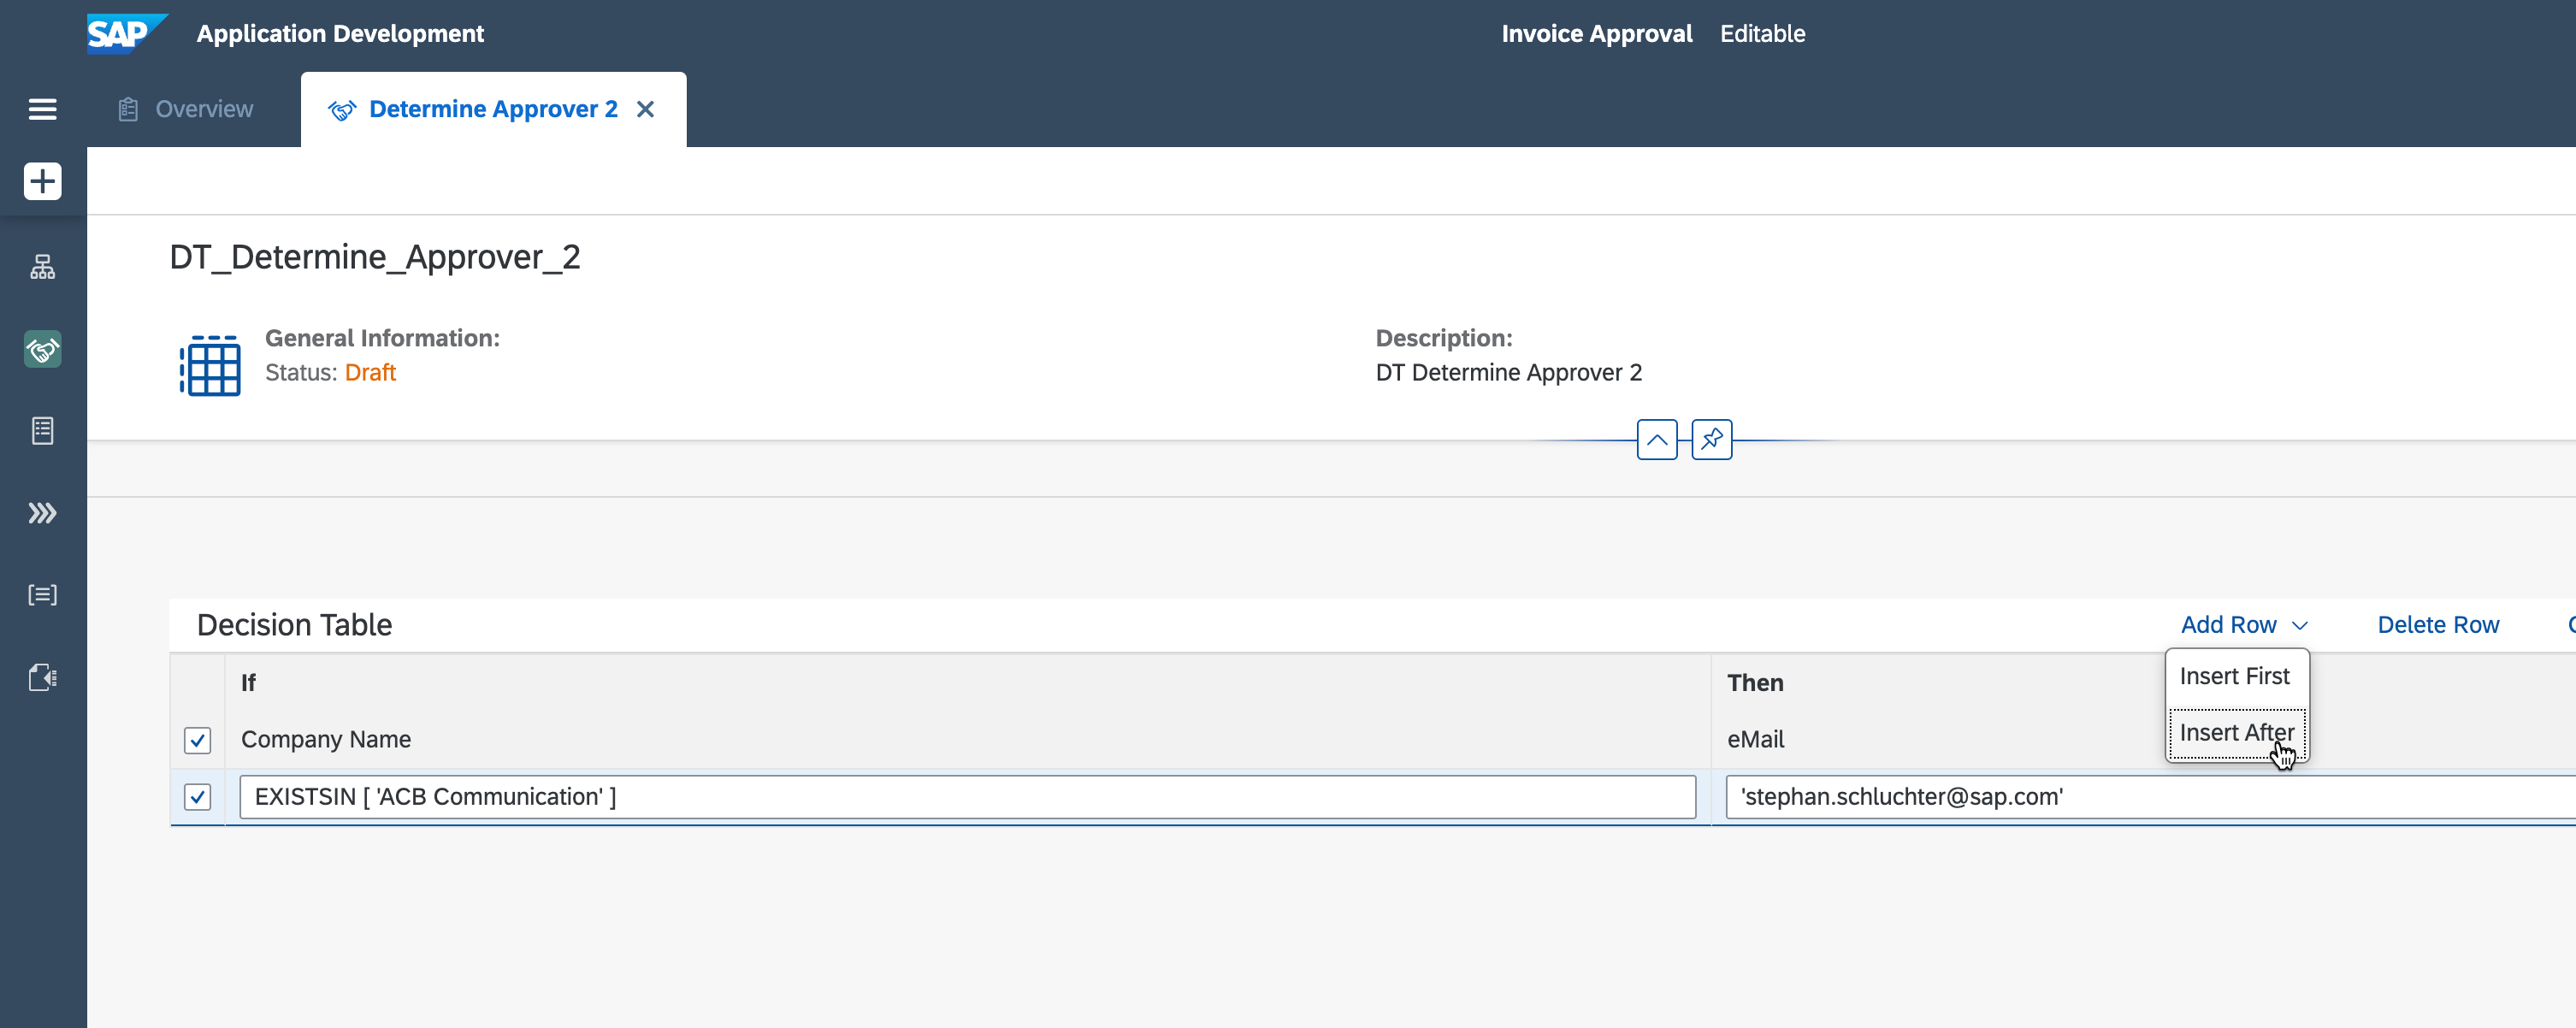 SAP Application Development
Invoice Approval Editable
Overview
Determine Approver 2
DT_Determine_Approver_2
General Information:
Status: Draft
Description:
DT Determine Approver 2
Decision Table
Add Row
Delete Row
Insert First
Insert After
If
Then
Company Name
eMail
EXISTSIN [ 'ACB Communication' ]
'stephan.schluchter@sap.com'